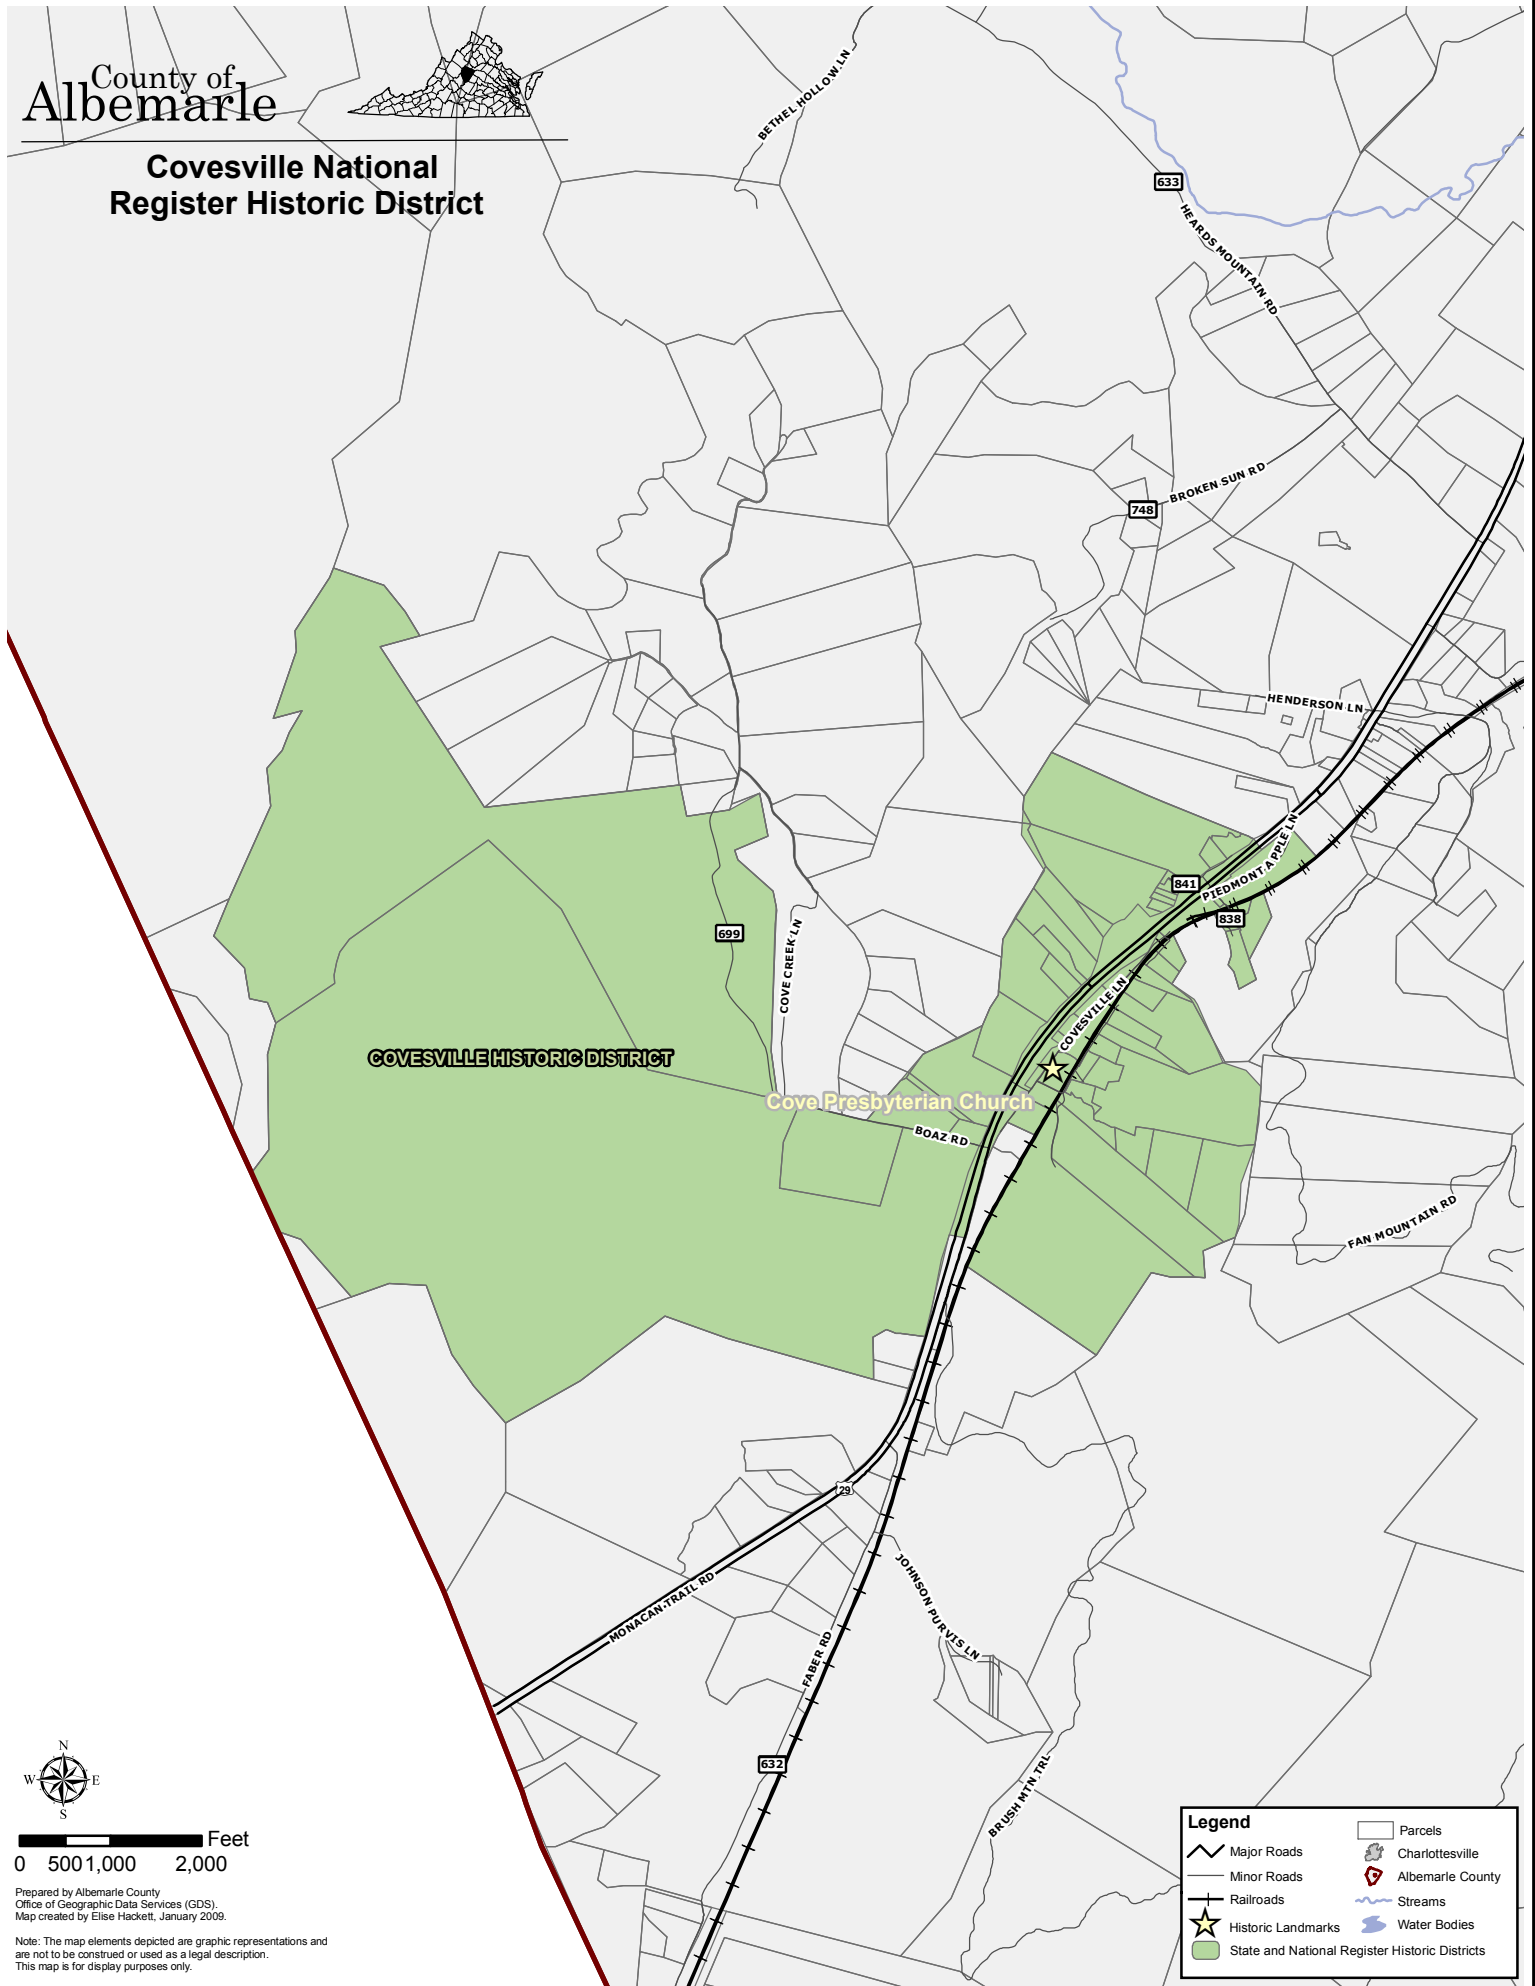 County of
Albemarle
Covesville National
Register Historic District
BETHEL HOLLOW LN
633
HEARDS MOUNTAIN RD
BROKEN SUN RD
748
HENDERSON LN
PIEDMONT APPLE LN
841
838
699
COVE CREEK LN
COVESVILLE LN
COVESVILLE HISTORIC DISTRICT
Cove Presbyterian Church
BOAZ RD
FAN MOUNTAIN RD
29
MONACAN TRAIL RD
JOHNSON PURVIS LN
FABER RD
632
BRUSH MTN TRL
N
W E
S
Feet
0 500 1,000 2,000
Prepared by Albemarle County
Office of Geographic Data Services (GDS).
Map created by Elise Hackett, January 2009.
Note: The map elements depicted are graphic representations and
are not to be construed or used as a legal description.
This map is for display purposes only.
Legend
Major Roads
Minor Roads
Railroads
Historic Landmarks
State and National Register Historic Districts
Parcels
Charlottesville
Albemarle County
Streams
Water Bodies